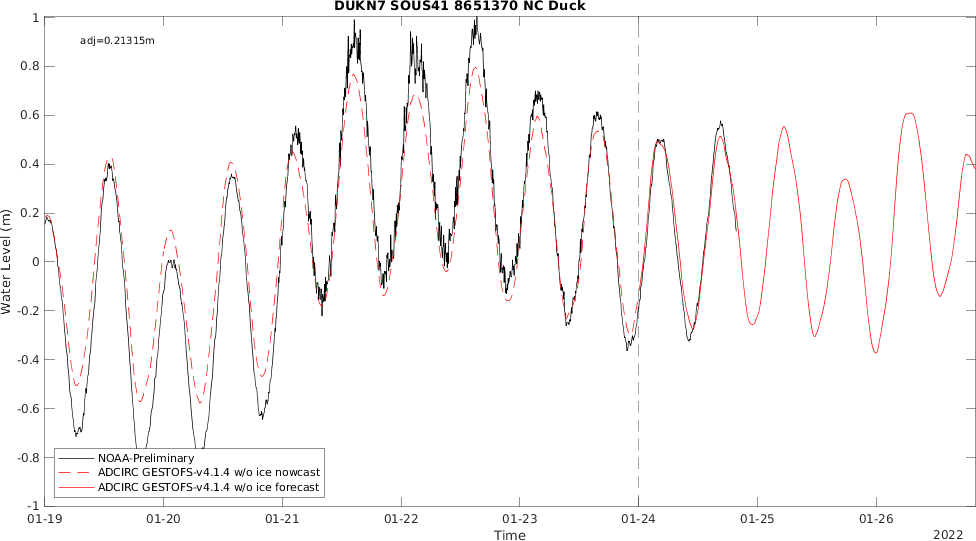 DUKN7 SOUS41 8651370 NC Duck
adj=0.21315m
1
0.8
0.6
0.4
0.2
0
-0.2
-0.4
-0.6
-0.8
-1
Water Level (m)
NOAA-Preliminary
ADCIRC GESTOFS-v4.1.4 w/o ice nowcast
ADCIRC GESTOFS-v4.1.4 w/o ice forecast
01-19 01-20 01-21 01-22 01-23 01-24 01-25 01-26
Time
2022